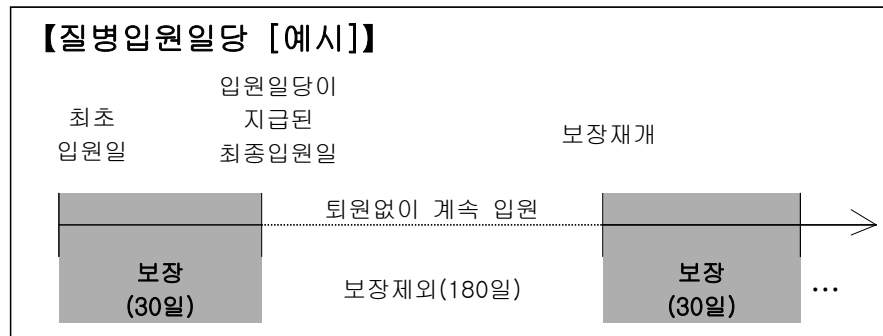 【질병입원일당 [예시]】
최초
입원일
입원일당이
지급된
최종입원일
보장재개
퇴원없이 계속 입원
보장
(30일)
보장제외(180일)
보장
(30일)
…